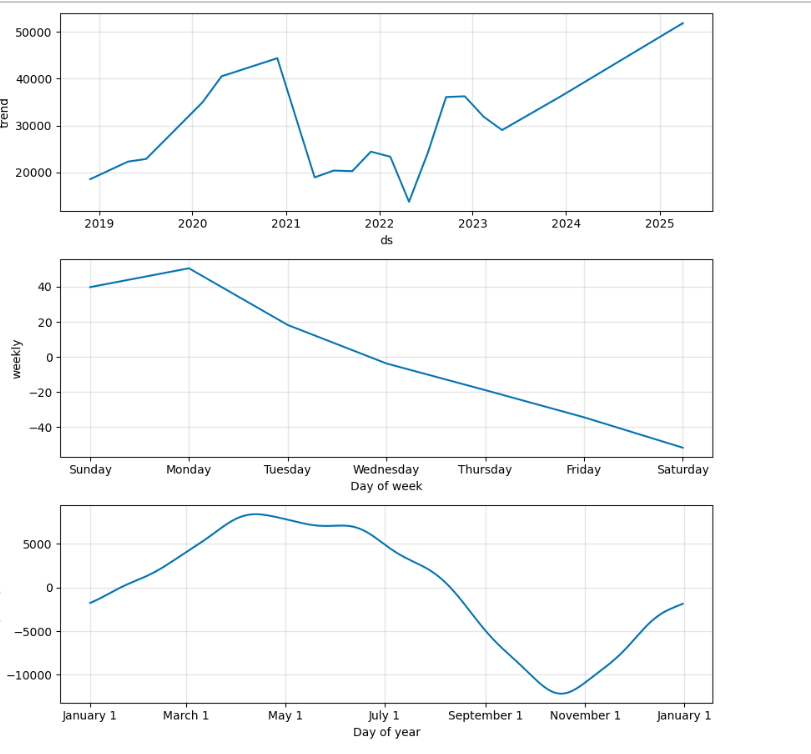 50000
40000
30000
20000
trend
2019 2020 2021 2022 2023 2024 2025
ds
40
20
0
−20
−40
weekly
Sunday Monday Tuesday Wednesday Thursday Friday Saturday
Day of week
5000
0
−5000
−10000
January 1 March 1 May 1 July 1 September 1 November 1 January 1
Day of year